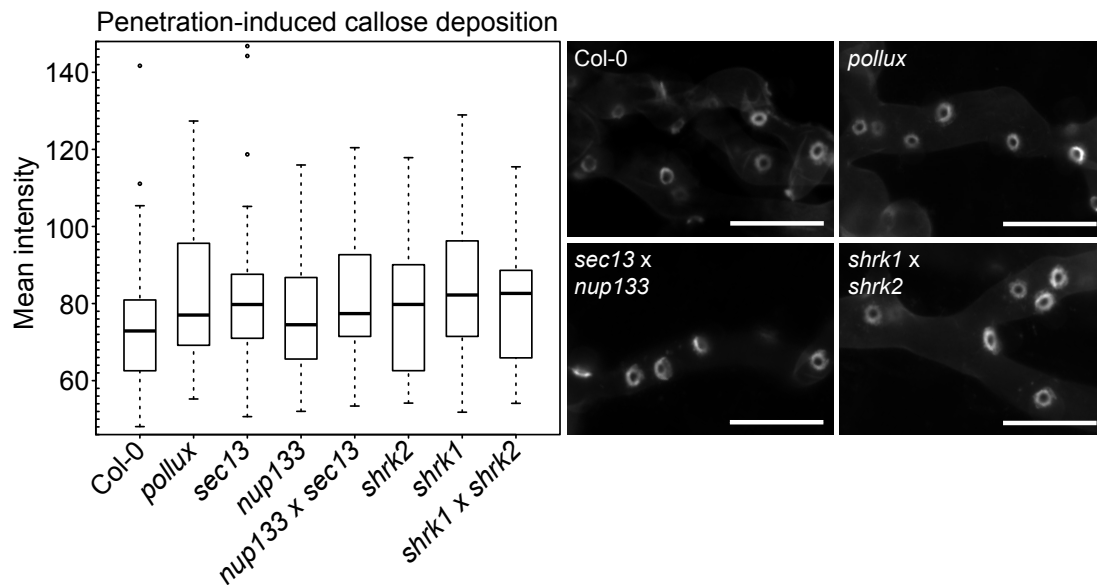 Penetration-induced callose deposition
Mean intensity
140
120
100
80
60
Col-0
pollux
sec13
nup133
nup133 x sec13
shrk2
shrk1
shrk1 x shrk2
Col-0
pollux
sec13 x
nup133
shrk1 x
shrk2